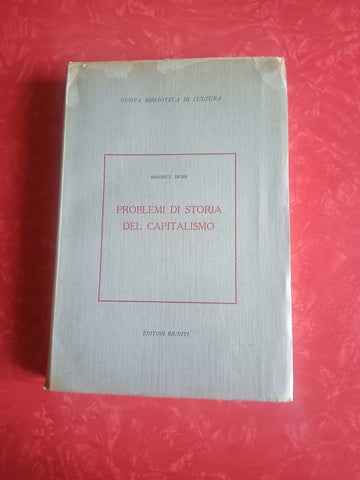 NUOVA BIBLIOTECA DI CULTURA
MAURICE DOBB
PROBLEMI DI STORIA
DEL CAPITALISMO
EDITORI RIUNITI